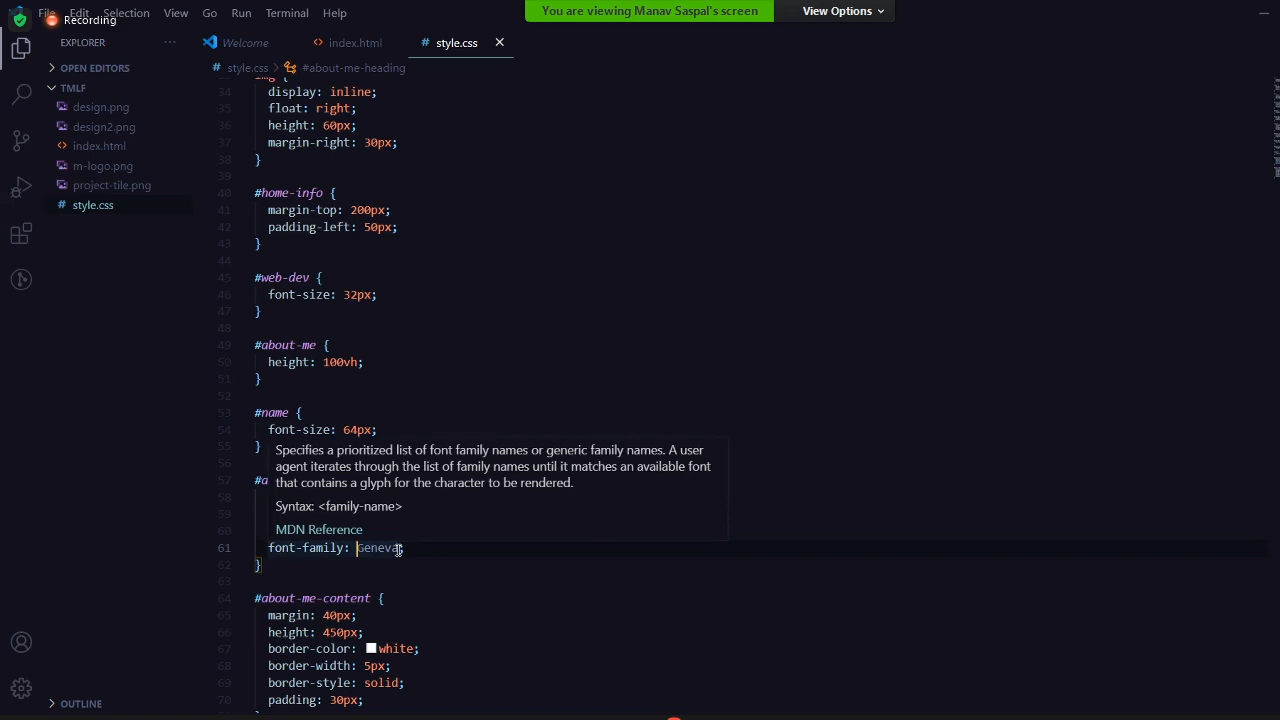 File Edit Selection View Go Run Terminal Help
Recording
You are viewing Manav Saspal's screen
View Options
EXPLORER
Welcome
index.html
# style.css
OPEN EDITORS
# style.css > #about-me-heading
TMLF
design.png
design2.png
index.html
m-logo.png
project-tile.png
# style.css
img {
34 display: inline;
35 float: right;
36 height: 60px;
37 margin-right: 30px;
38 }
39
40 #home-info {
41 margin-top: 200px;
42 padding-left: 50px;
43 }
44
45 #web-dev {
46 font-size: 32px;
47 }
48
49 #about-me {
50 height: 100vh;
51 }
52
53 #name {
54 font-size: 64px;
55 }
56
57 #a
58
59
60
Specifies a prioritized list of font family names or generic family names. A user
agent iterates through the list of family names until it matches an available font
that contains a glyph for the character to be rendered.
Syntax: <family-name>
MDN Reference
61 font-family: Geneva;
62 }
63
64 #about-me-content {
65 margin: 40px;
66 height: 450px;
67 border-color: white;
68 border-width: 5px;
69 border-style: solid;
70 padding: 30px;
OUTLINE